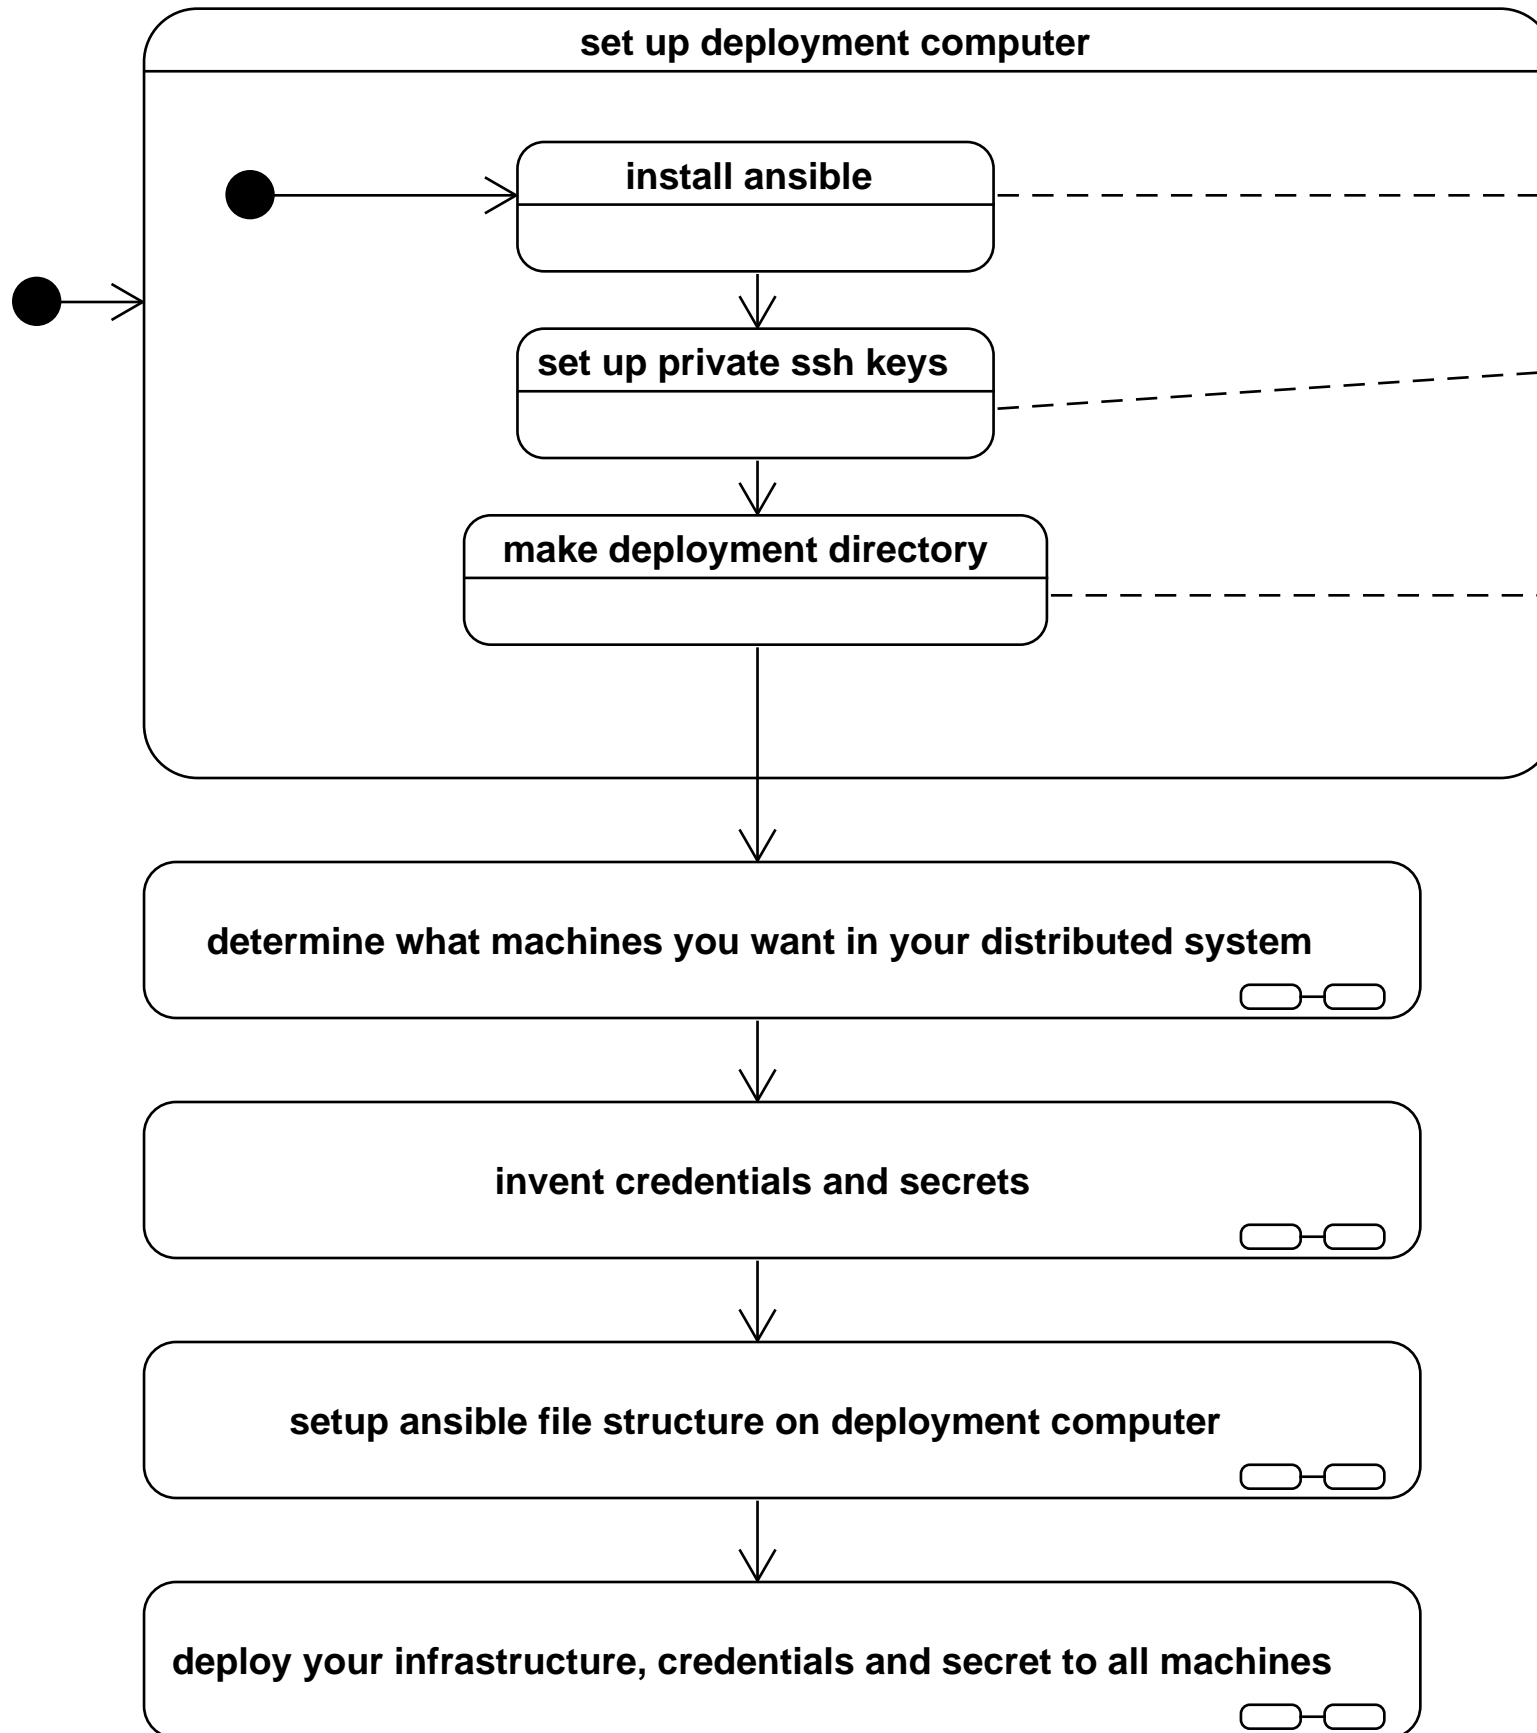 set up deployment computer
install ansible
set up private ssh keys
make deployment directory
determine what machines you want in your distributed system
invent credentials and secrets
setup ansible file structure on deployment computer
deploy your infrastructure, credentials and secret to all machines